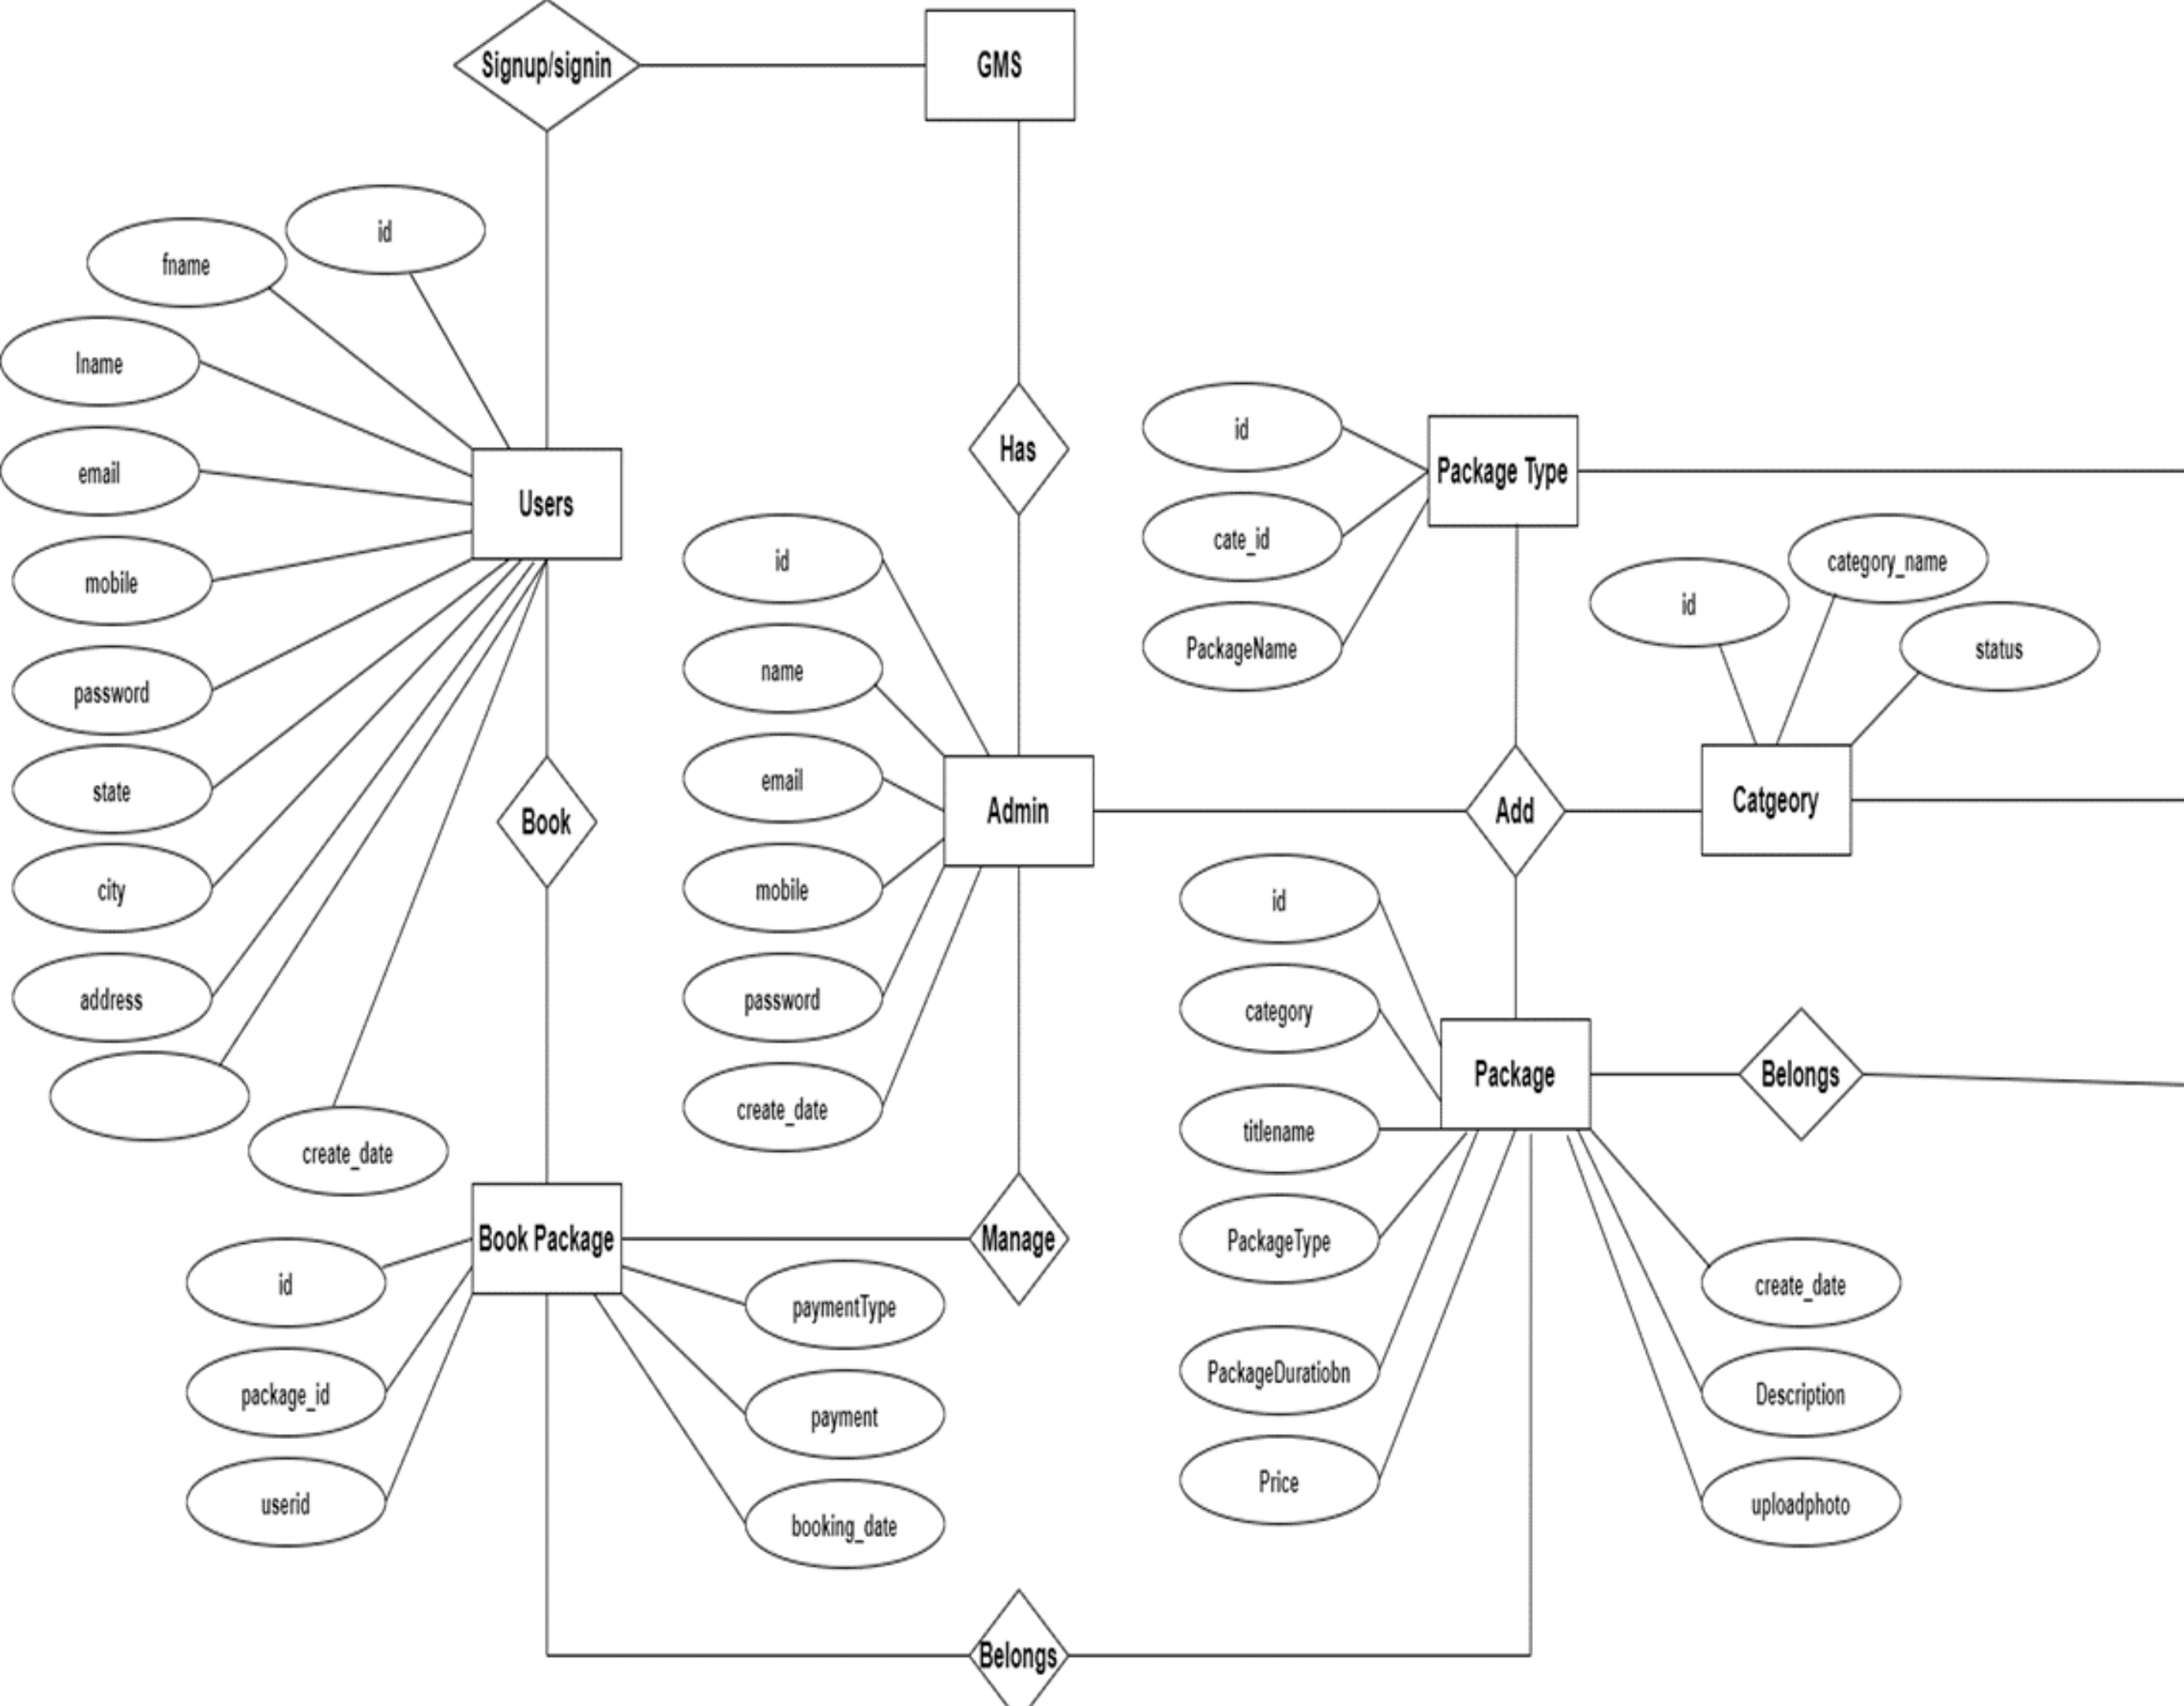 Signup/signin
GMS
id
fname
lname
email
mobile
password
state
city
address
create_date
Users
Has
id
cate_id
PackageName
Package Type
id
category_name
status
Catgeory
id
name
email
mobile
password
create_date
Admin
Add
Book
id
category
titlename
PackageType
PackageDuratiobn
Price
Package
Belongs
create_date
Description
uploadphoto
Book Package
Manage
id
package_id
userid
paymentType
payment
booking_date
Belongs